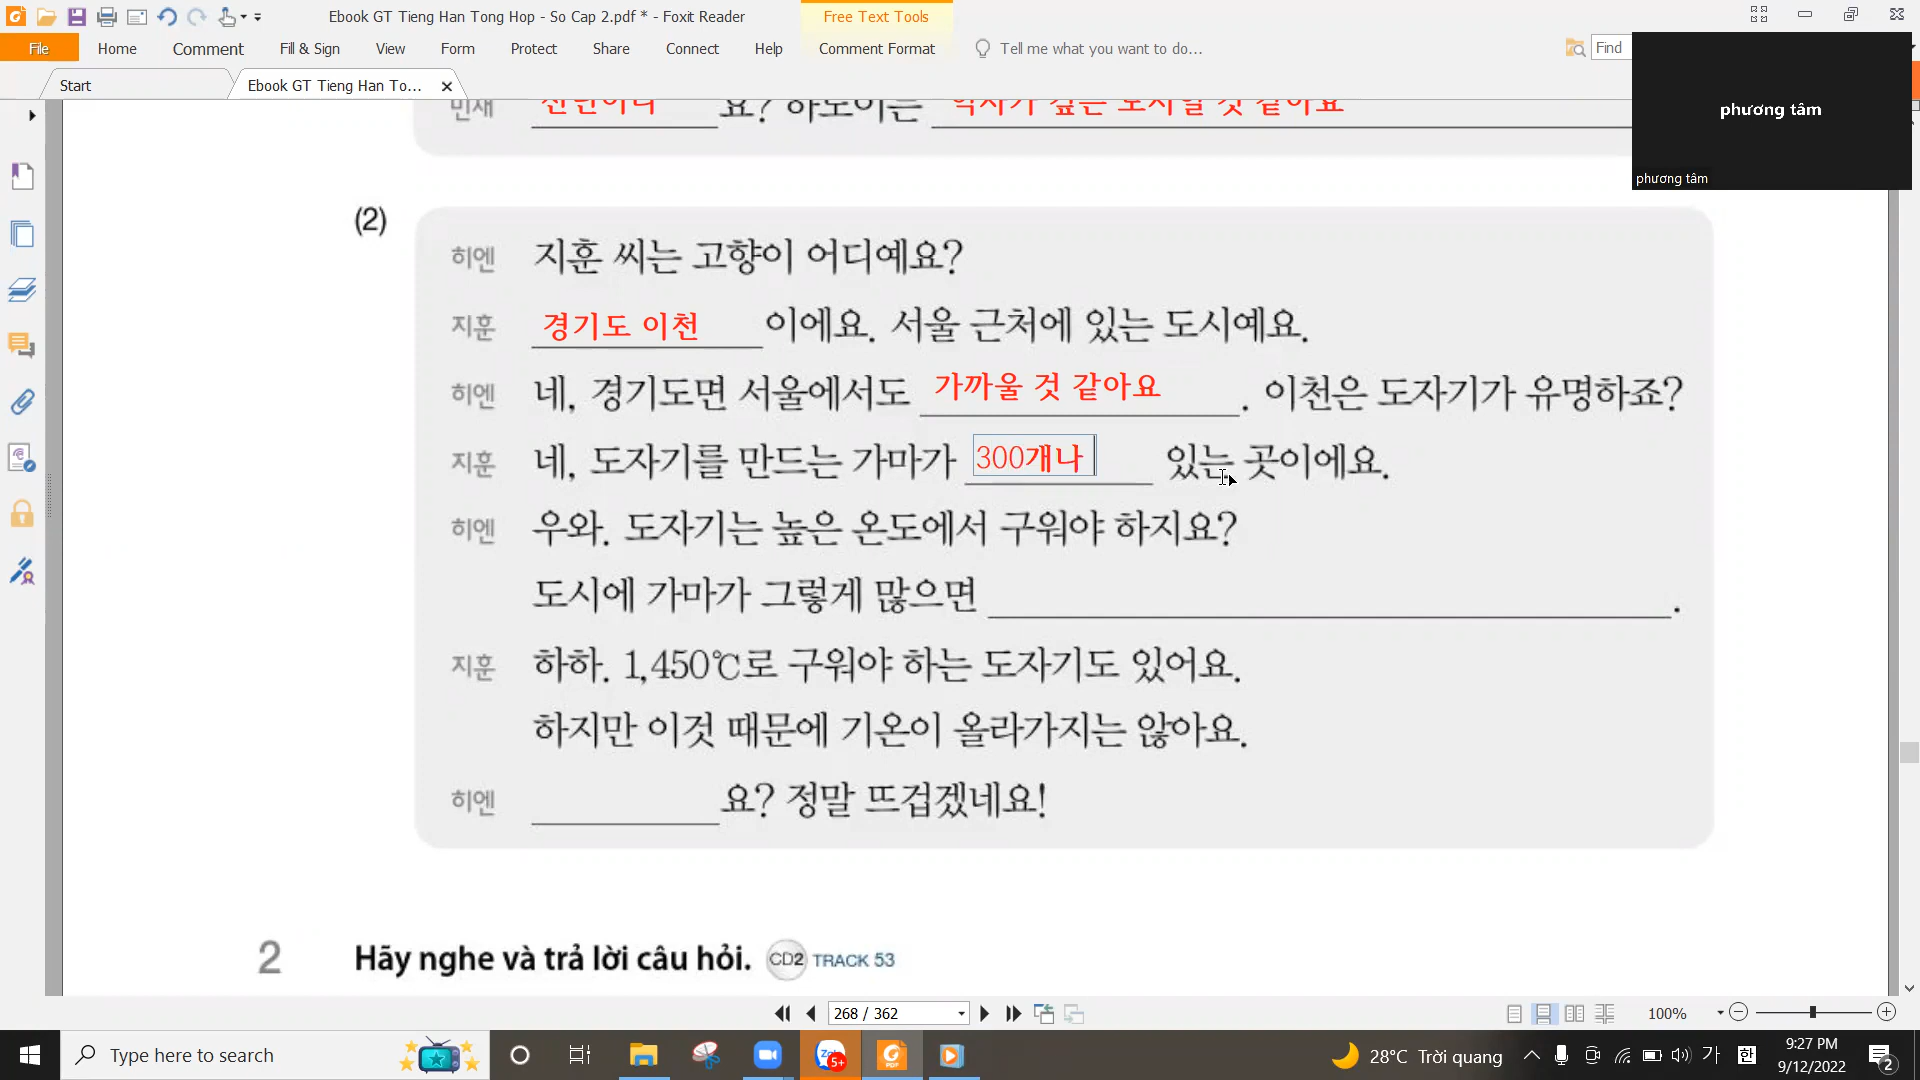 Ebook GT Tieng Han Tong Hop - So Cap 2.pdf * - Foxit Reader
Free Text Tools
File Home Comment Fill & Sign View Form Protect Share Connect Help Comment Format Tell me what you want to do... Find
Start Ebook GT Tieng Han To...
phương tâm
phương tâm
(2)
히엔 지훈 씨는 고향이 어디예요?
지훈 경기도 이천 이에요. 서울 근처에 있는 도시예요.
히엔 네, 경기도면 서울에서도 가까울 것 같아요. 이천은 도자기가 유명하죠?
지훈 네, 도자기를 만드는 가마가 300개나 있는 곳이에요.
히엔 우와. 도자기는 높은 온도에서 구워야 하지요?
도시에 가마가 그렇게 많으면 .
지훈 하하. 1,450℃로 구워야 하는 도자기도 있어요.
하지만 이것 때문에 기온이 올라가지는 않아요.
히엔 요? 정말 뜨겁겠네요!
2 Hãy nghe và trả lời câu hỏi. CD2 TRACK 53
268 / 362
100%
Type here to search
5+
28°C Trời quang
가 한
9:27 PM
9/12/2022
2